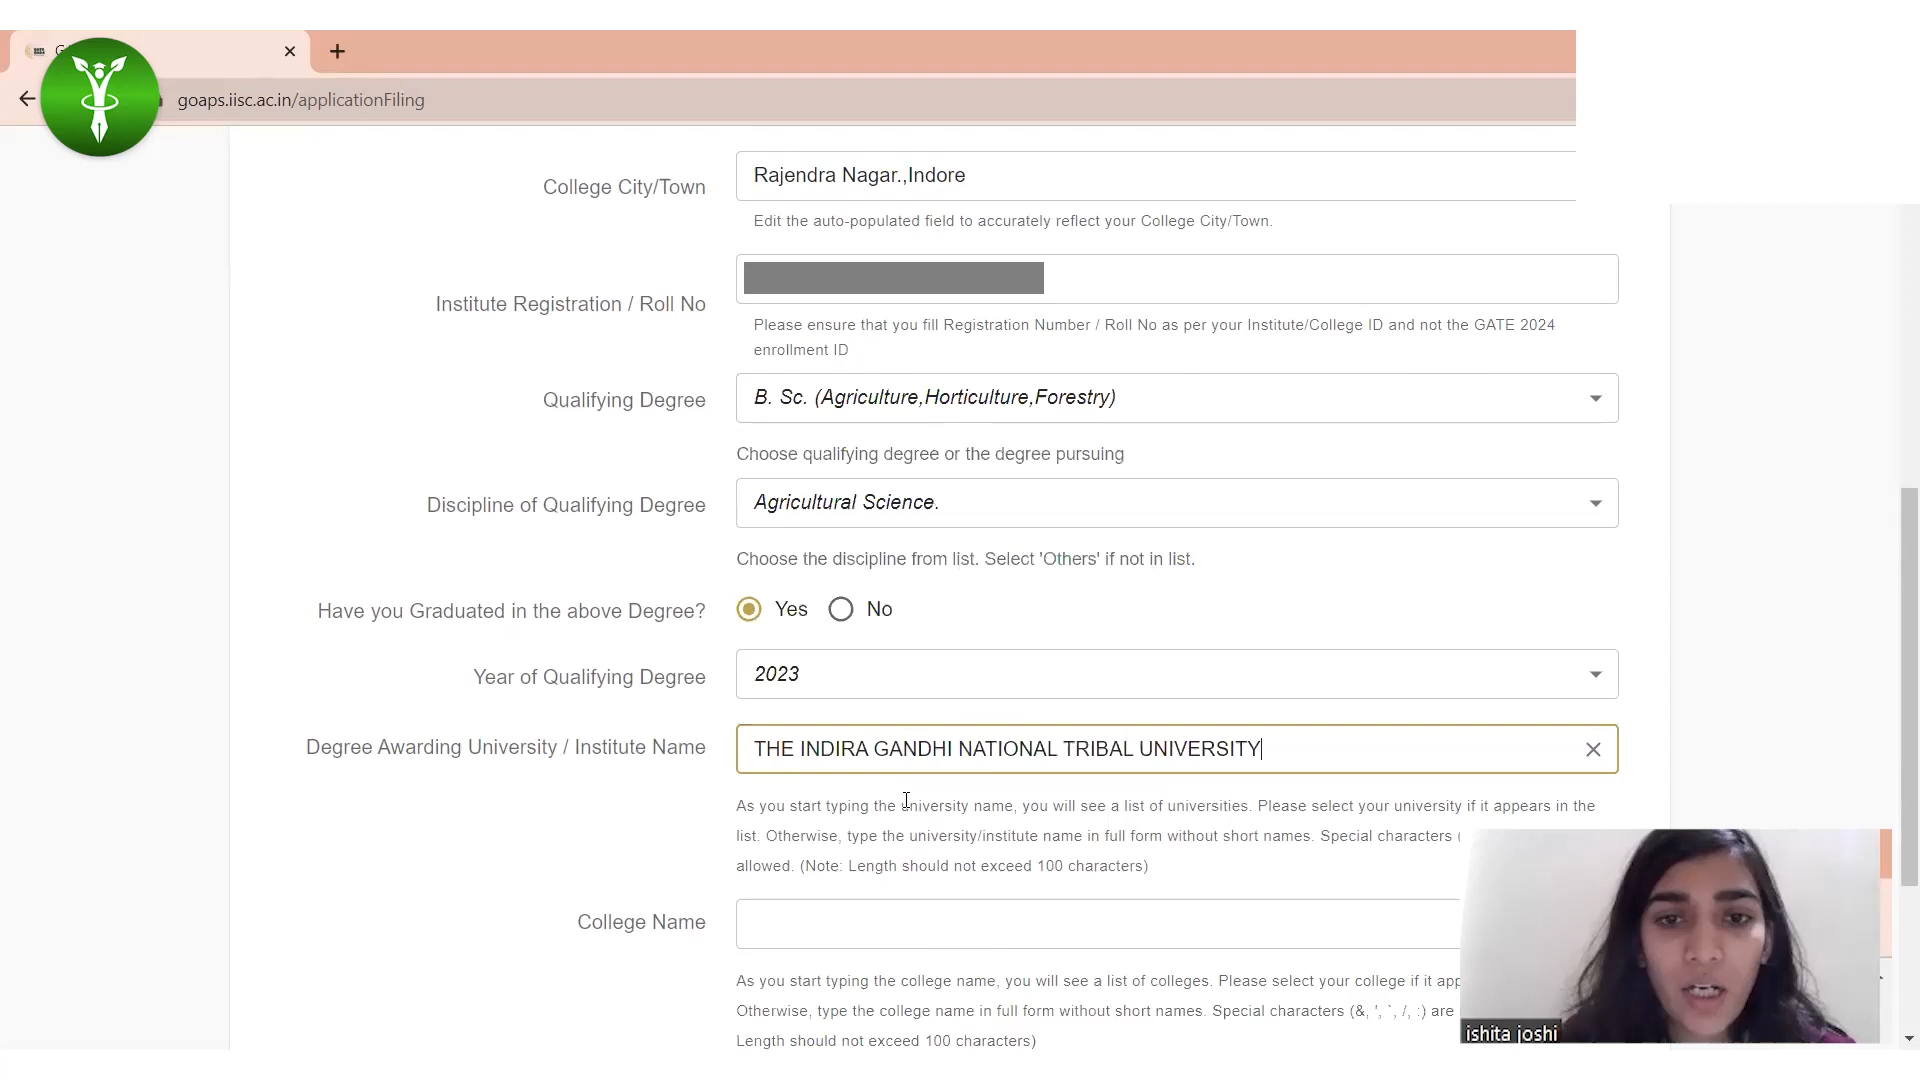 goaps.iisc.ac.in/applicationFiling
College City/Town
Rajendra Nagar.,Indore
Edit the auto-populated field to accurately reflect your College City/Town.
Institute Registration / Roll No
Please ensure that you fill Registration Number / Roll No as per your Institute/College ID and not the GATE 2024
enrollment ID
Qualifying Degree
B. Sc. (Agriculture,Horticulture,Forestry)
Choose qualifying degree or the degree pursuing
Discipline of Qualifying Degree
Agricultural Science.
Choose the discipline from list. Select 'Others' if not in list.
Have you Graduated in the above Degree?
Yes
No
Year of Qualifying Degree
2023
Degree Awarding University / Institute Name
THE INDIRA GANDHI NATIONAL TRIBAL UNIVERSITY
As you start typing the university name, you will see a list of universities. Please select your university if it appears in the
list. Otherwise, type the university/institute name in full form without short names. Special characters (
allowed. (Note: Length should not exceed 100 characters)
College Name
As you start typing the college name, you will see a list of colleges. Please select your college if it
Otherwise, type the college name in full form without short names. Special characters (&, ', `, /, :) are
Length should not exceed 100 characters)
ishita joshi